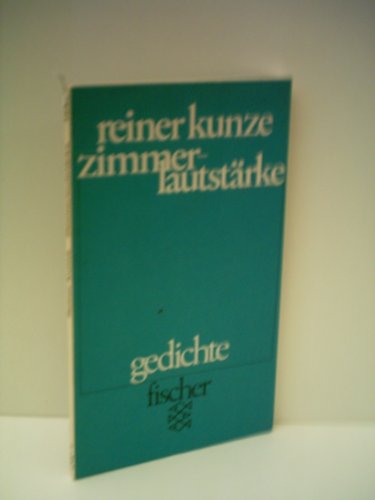 reiner kunze
zimmer-
lautstärke
gedichte
fischer